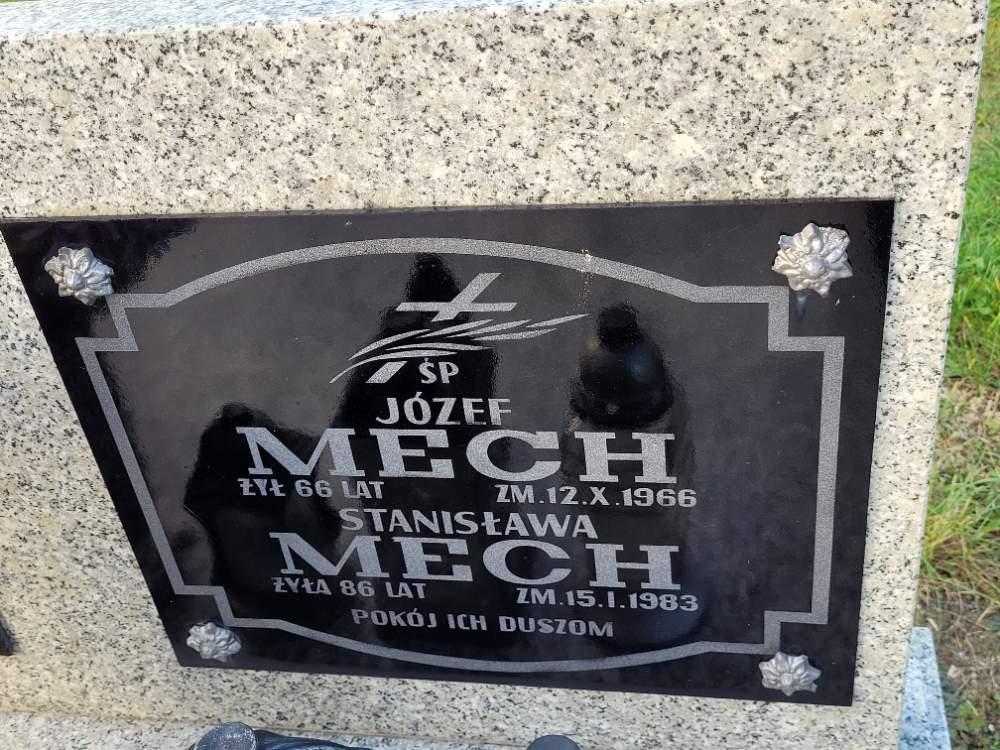 ŚP
JÓZEF
MECH
ŻYŁ 66 LAT ZM.12.X.1966
STANISŁAWA
MECH
ŻYŁA 86 LAT ZM.15.I.1983
POKÓJ ICH DUSZOM